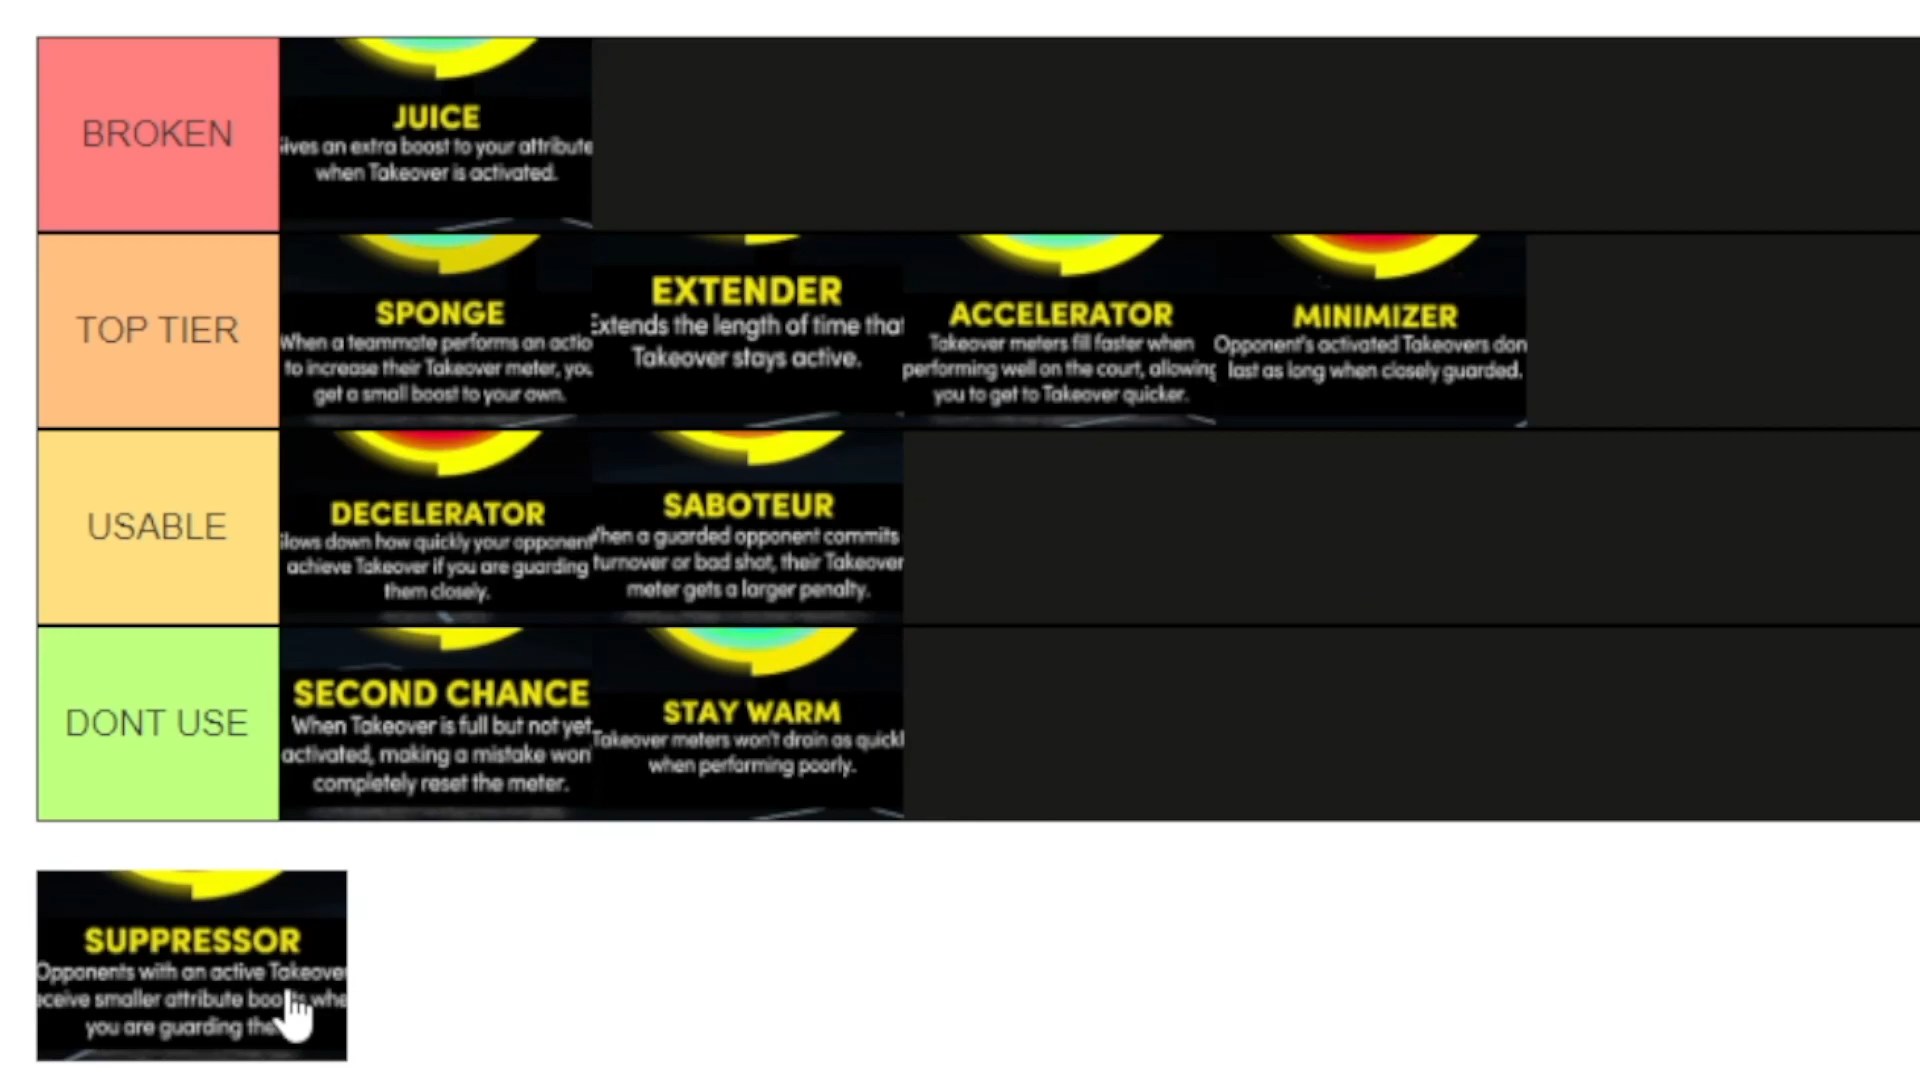 BROKEN
JUICE
ives an extra boost to your attribute
when Takeover is activated.
TOP TIER
SPONGE
When a teammate performs an actio
to increase their Takeover meter, you
get a small boost to your own.
EXTENDER
Extends the length of time that
Takeover stays active.
ACCELERATOR
Takeover meters fill faster when
performing well on the court, allowing
you to get to Takeover quicker.
MINIMIZER
Opponent's activated Takeovers don
last as long when closely guarded.
USABLE
DECELERATOR
lows down how quickly your opponent
achieve Takeover if you are guarding
them closely.
SABOTEUR
hen a guarded opponent commits
turnover or bad shot, their Takeover
meter gets a larger penalty.
DONT USE
SECOND CHANCE
When Takeover is full but not yet
activated, making a mistake won
completely reset the meter.
STAY WARM
Takeover meters won't drain as quickl
when performing poorly.
SUPPRESSOR
Opponents with an active Takeover
eceive smaller attribute boo ts whe
you are guarding the